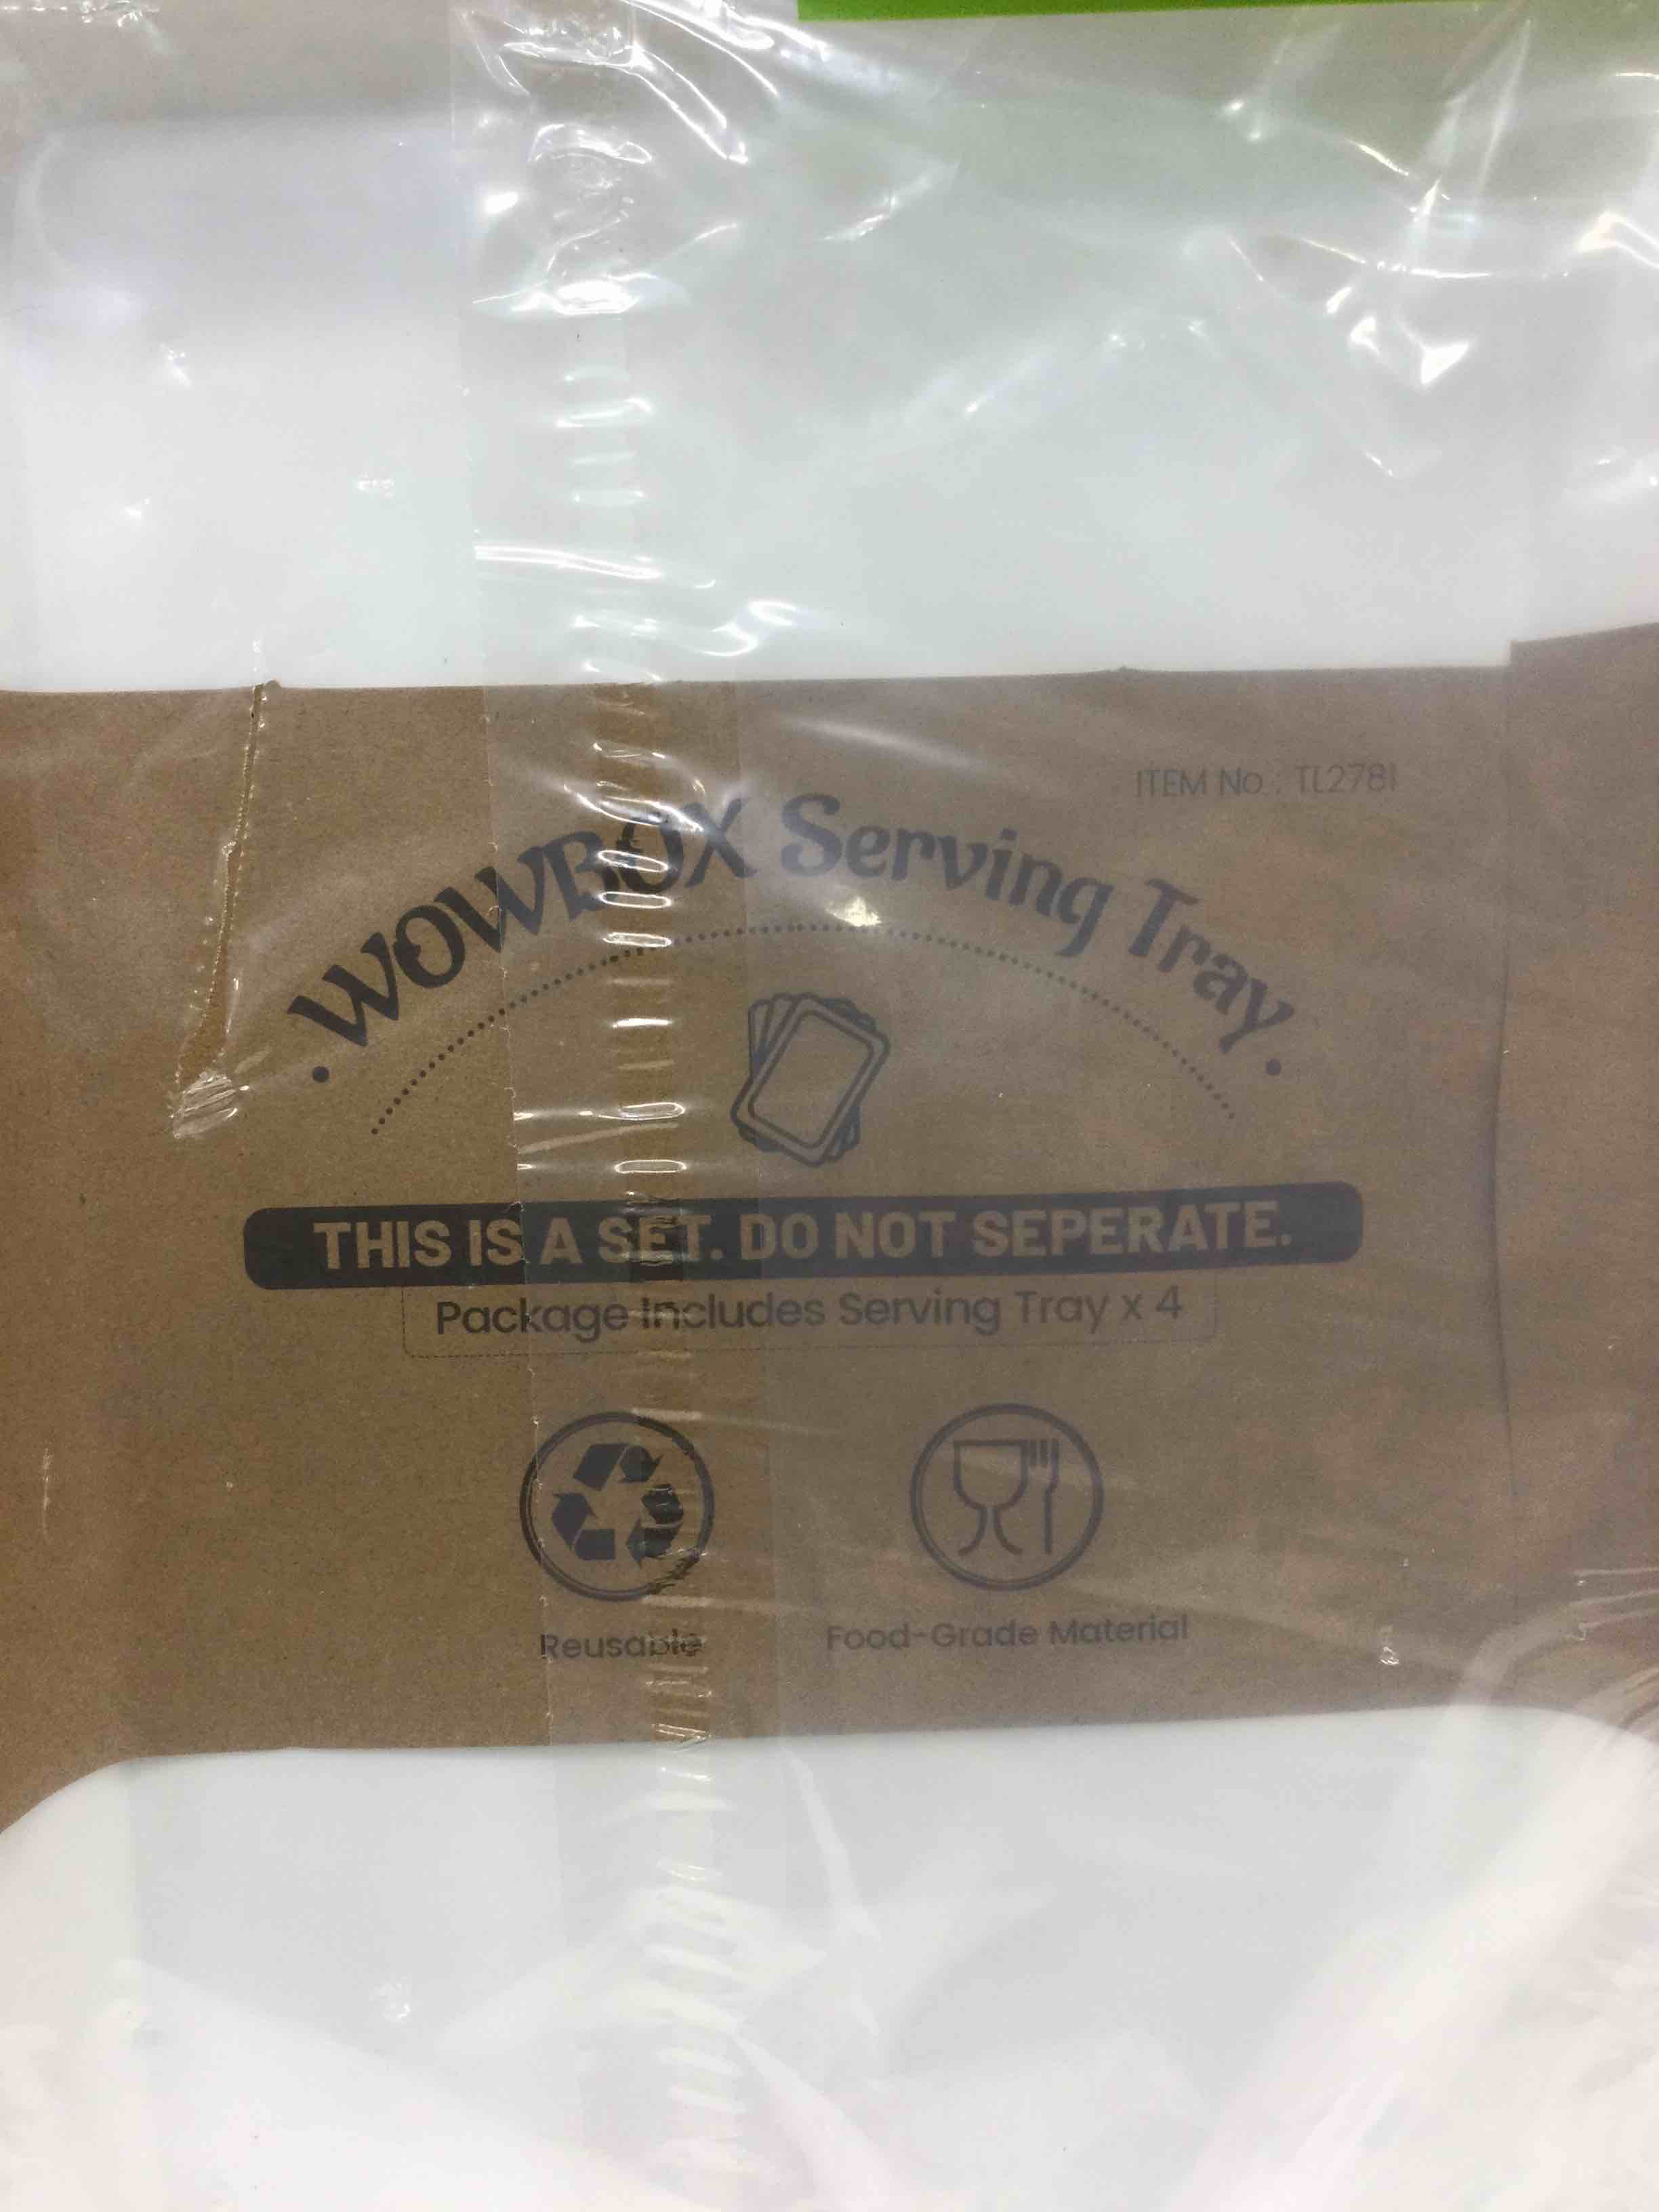 ITEM No.: TL2781
• WOWBOX Serving Tray •
THIS IS A SET. DO NOT SEPERATE.
Package Includes Serving Tray x 4
Reusable
Food-Grade Material